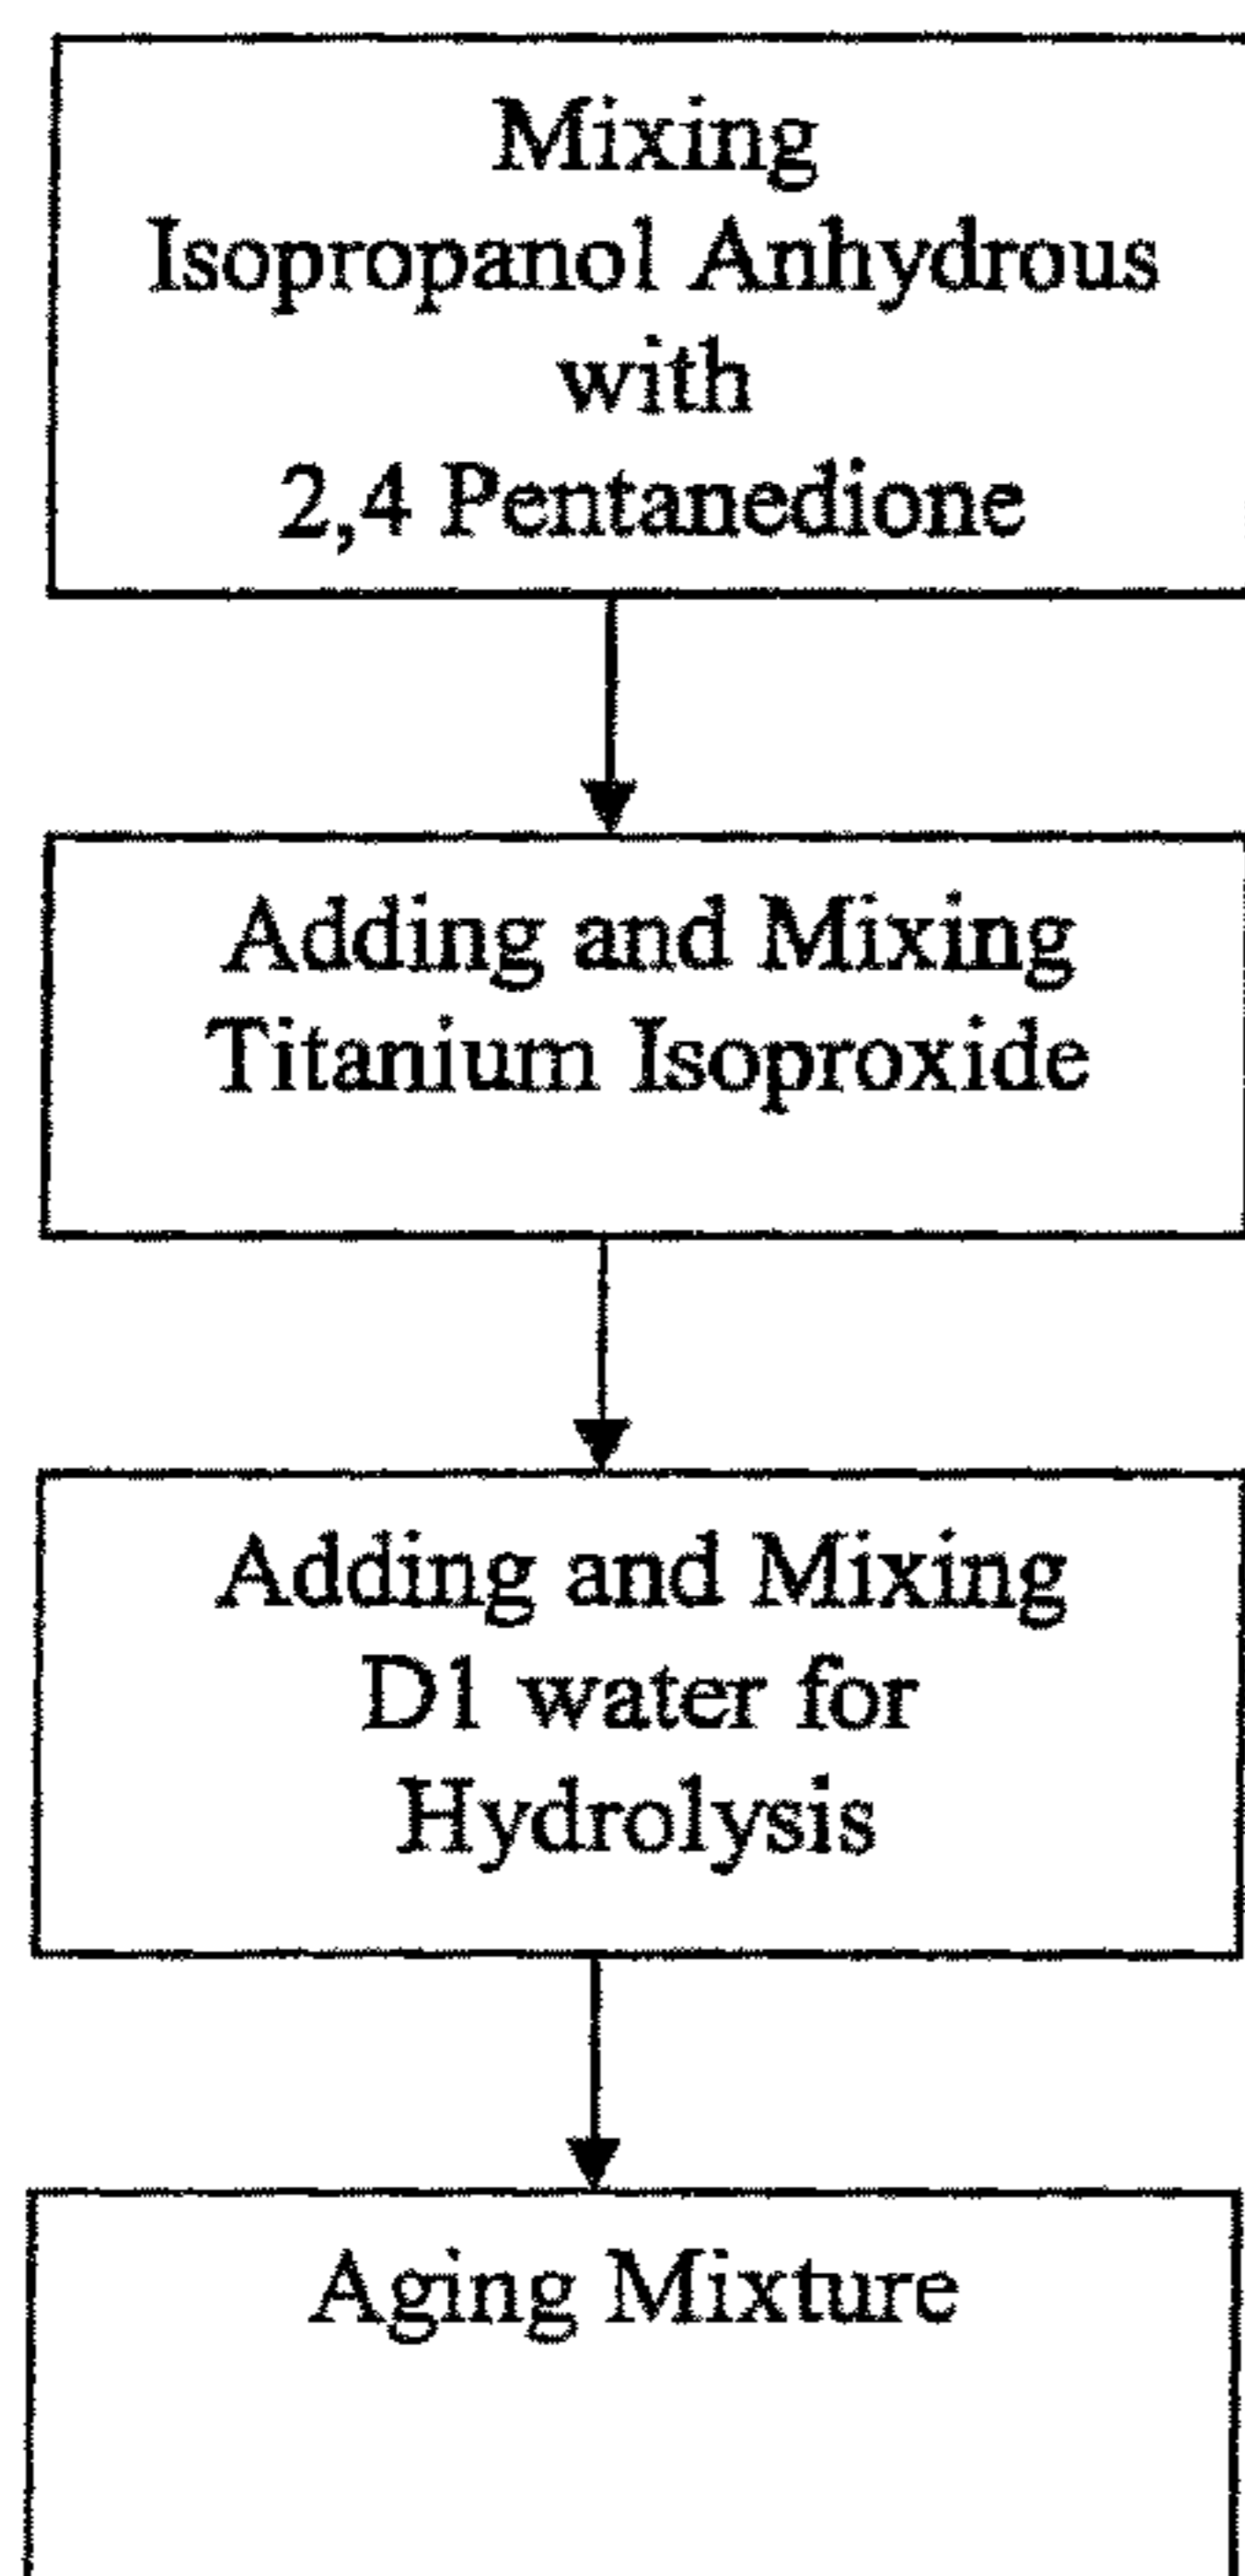 Mixing
Isopropanol Anhydrous
with
2,4 Pentanedione
Adding and Mixing
Titanium Isoproxide
Adding and Mixing
D1 water for
Hydrolysis
Aging Mixture